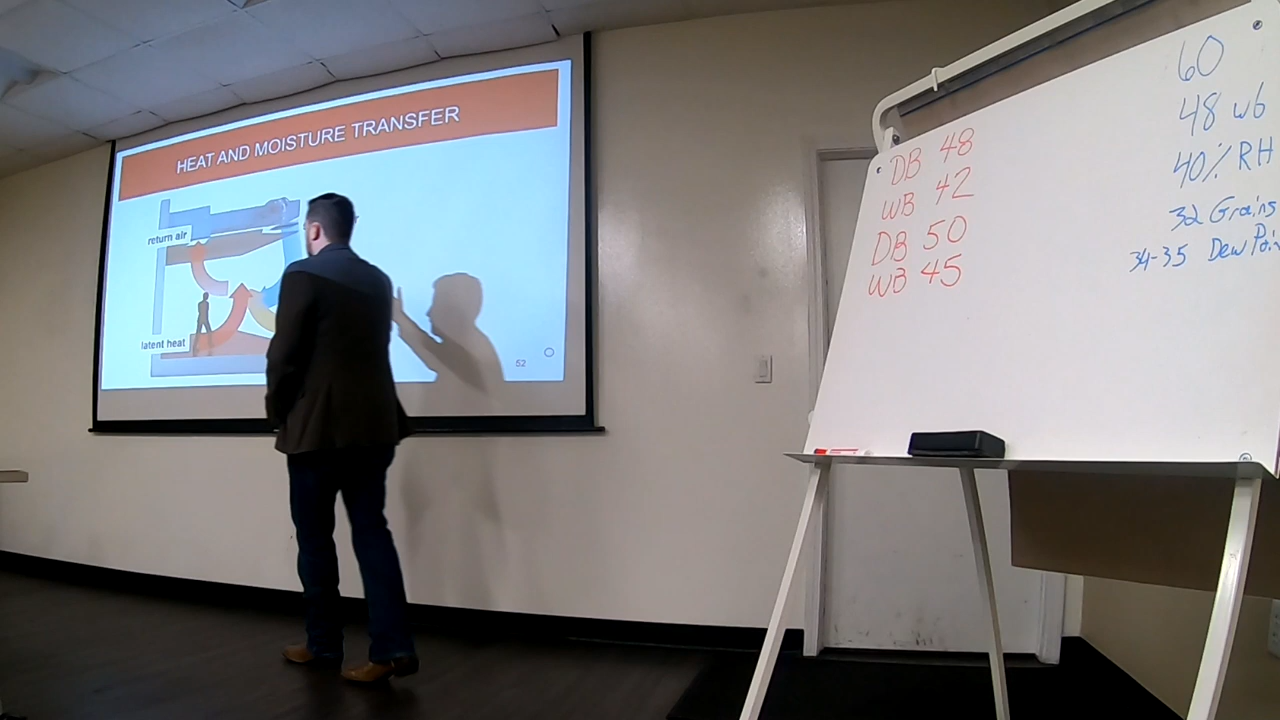 HEAT AND MOISTURE TRANSFER
return air
latent heat
52
DB 48
WB 42
DB 50
WB 45
60
48 wb
40% RH
32 Grains
34-35 Dew Poin